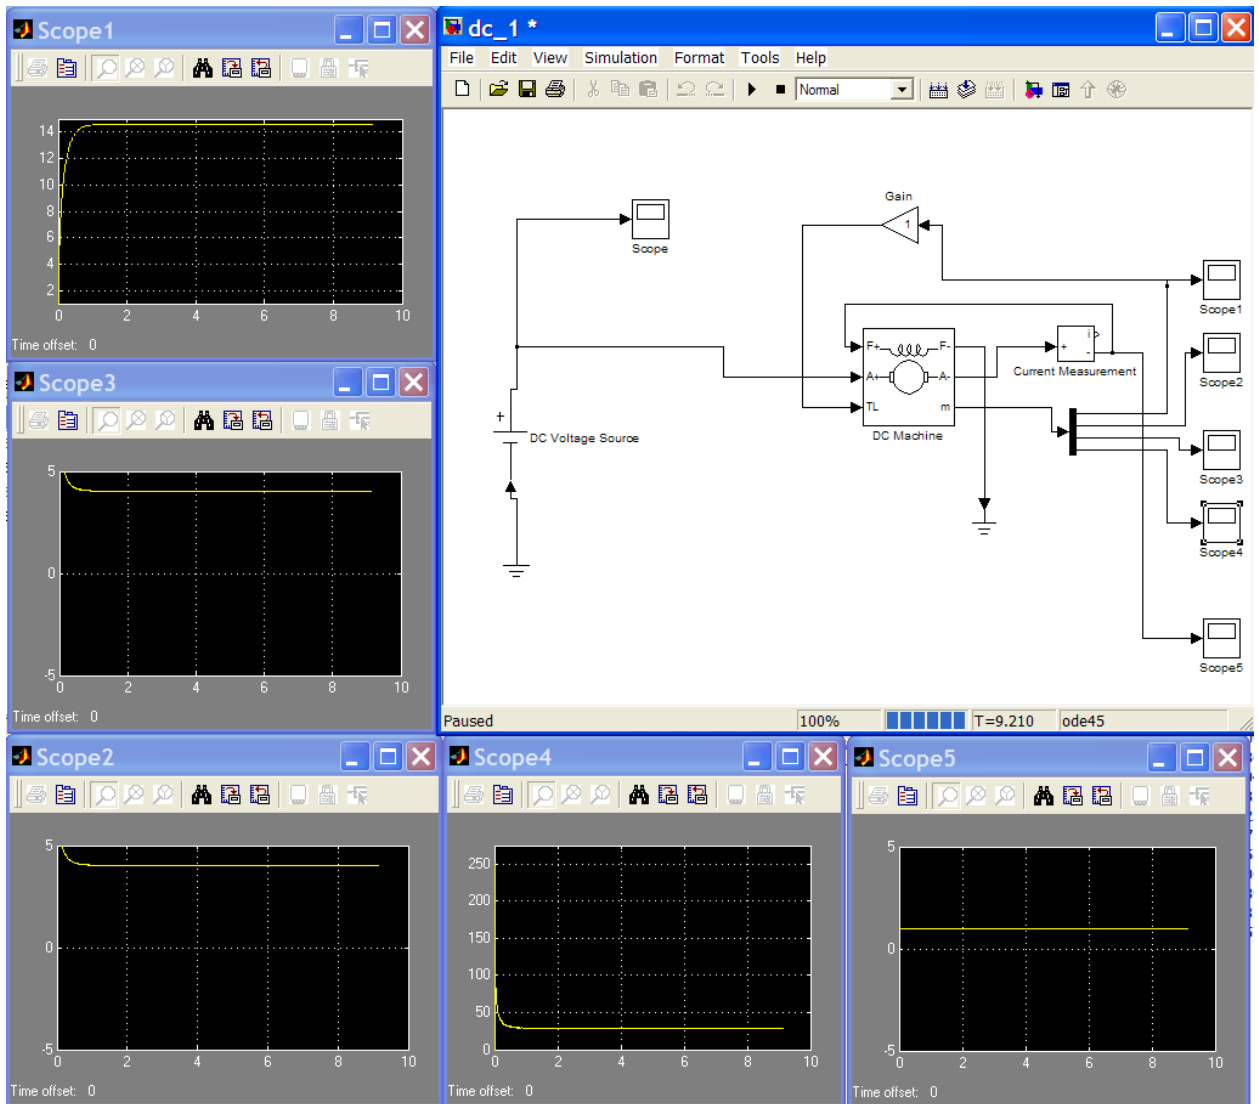 Scope1
14
12
10
8
6
4
2
0 2 4 6 8 10
Time offset: 0
Scope3
5
0
-5
0 2 4 6 8 10
Time offset: 0
dc_1 *
File Edit View Simulation Format Tools Help
Normal
Gain
1
Scope
Scope1
Scope2
Scope3
Scope4
Scope5
F+ F-
A+ A-
TL m
DC Machine
i
+
-
Current Measurement
+
DC Voltage Source
Paused 100% T=9.210 ode45
Scope2
5
0
-5
0 2 4 6 8 10
Time offset: 0
Scope4
250
200
150
100
50
0
0 2 4 6 8 10
Time offset: 0
Scope5
5
0
-5
0 2 4 6 8 10
Time offset: 0